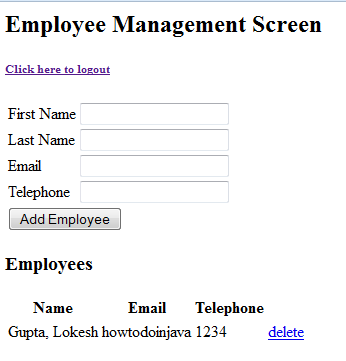 Employee Management Screen
Click here to logout
First Name
Last Name
Email
Telephone
Add Employee
Employees
Name Email Telephone
Gupta, Lokesh howtodoinjava 1234 delete